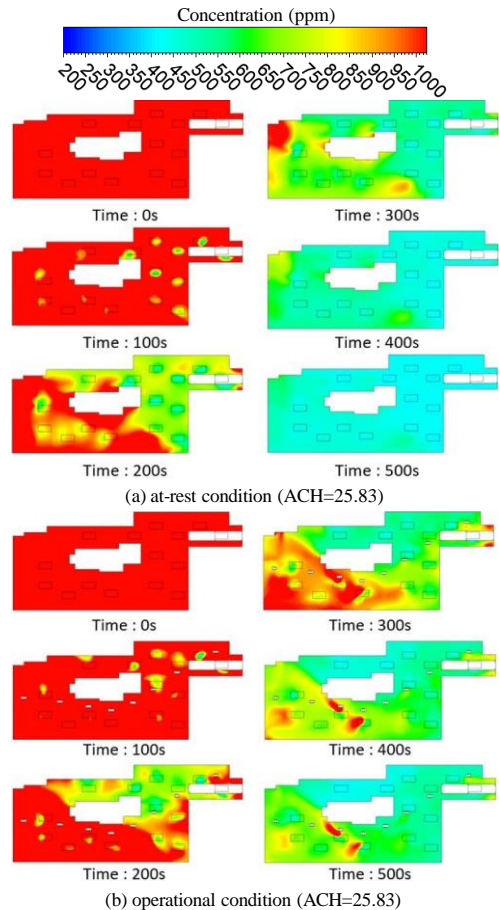 Concentration (ppm)
200 250 300 350 400 450 500 550 600 650 700 750 800 850 900 950 1000
Time : 0s
Time : 300s
Time : 100s
Time : 400s
Time : 200s
Time : 500s
(a) at-rest condition (ACH=25.83)
Time : 0s
Time : 300s
Time : 100s
Time : 400s
Time : 200s
Time : 500s
(b) operational condition (ACH=25.83)